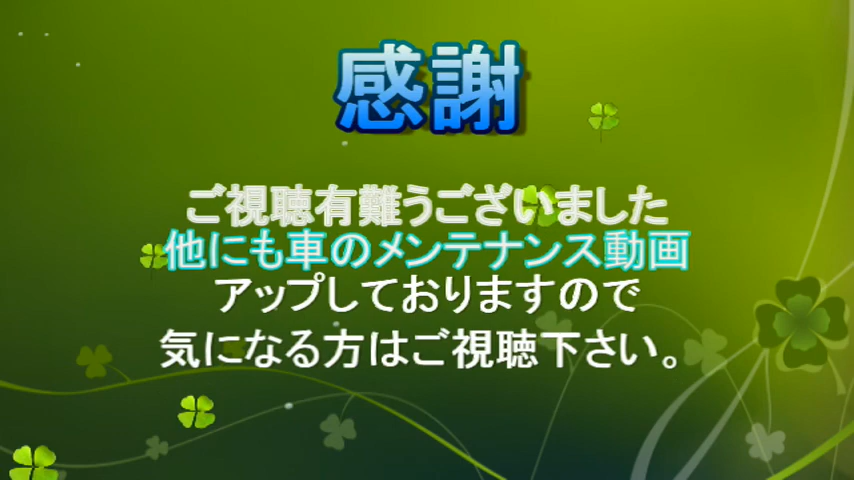 感謝
ご視聴有難うございました
他にも車のメンテナンス動画
アップしておりますので
気になる方はご視聴下さい。